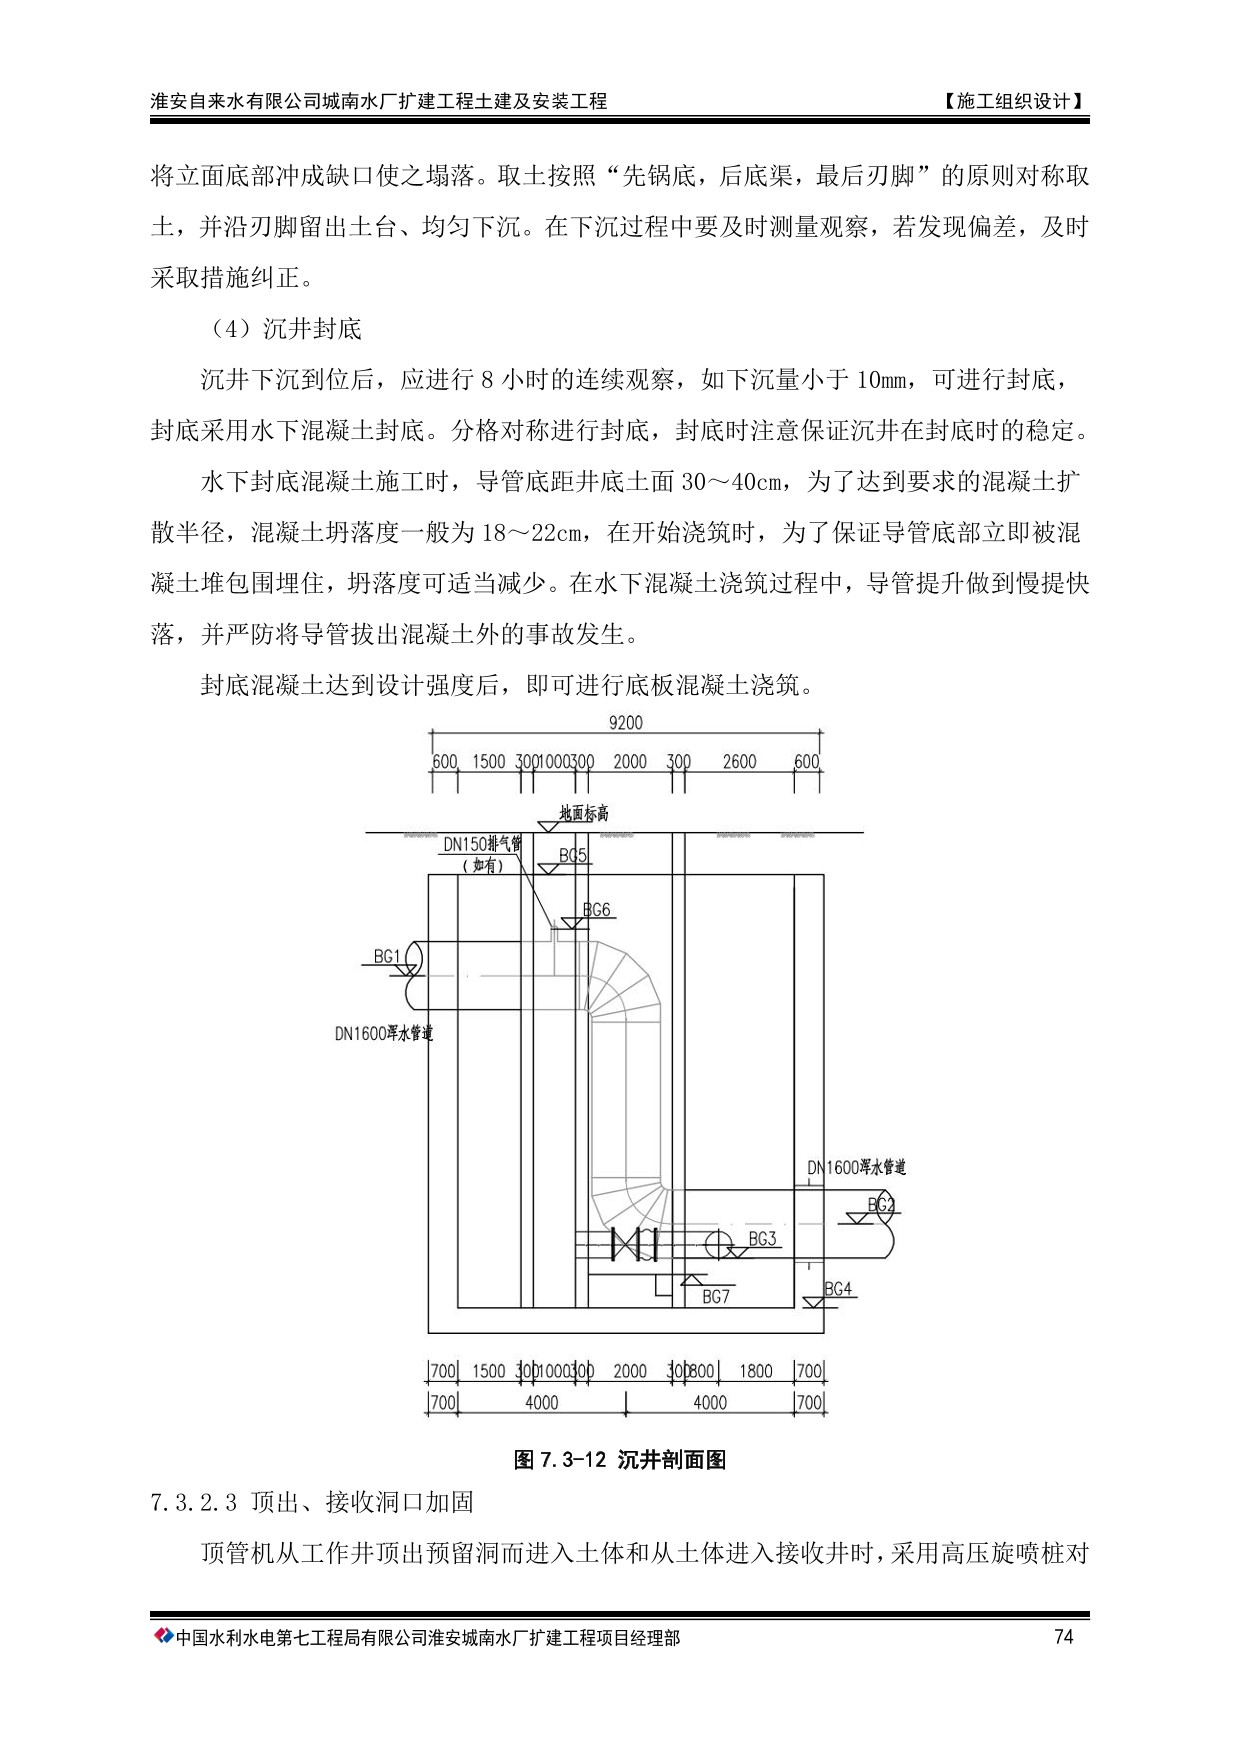 淮安自来水有限公司城南水厂扩建工程土建及安装工程 【施工组织设计】
将立面底部冲成缺口使之塌落。取土按照“先锅底，后底渠，最后刃脚”的原则对称取
土，并沿刃脚留出土台、均匀下沉。在下沉过程中要及时测量观察，若发现偏差，及时
采取措施纠正。
（4）沉井封底
沉井下沉到位后，应进行 8 小时的连续观察，如下沉量小于 10mm，可进行封底，
封底采用水下混凝土封底。分格对称进行封底，封底时注意保证沉井在封底时的稳定。
水下封底混凝土施工时，导管底距井底土面 30～40cm，为了达到要求的混凝土扩
散半径，混凝土坍落度一般为 18～22cm，在开始浇筑时，为了保证导管底部立即被混
凝土堆包围埋住，坍落度可适当减少。在水下混凝土浇筑过程中，导管提升做到慢提快
落，并严防将导管拔出混凝土外的事故发生。
封底混凝土达到设计强度后，即可进行底板混凝土浇筑。
9200
600 1500 300 1000 300 2000 300 2600 600
地面标高
DN150排气管
（如有）
BG5
BG6
BG1
DN1600浑水管道
DN1600浑水管道
BG2
BG3
BG4
BG7
700 1500 300 1000 300 2000 300 800 1800 700
700 4000 4000 700
图 7.3-12 沉井剖面图
7.3.2.3 顶出、接收洞口加固
顶管机从工作井顶出预留洞而进入土体和从土体进入接收井时，采用高压旋喷桩对
中国水利水电第七工程局有限公司淮安城南水厂扩建工程项目经理部 74